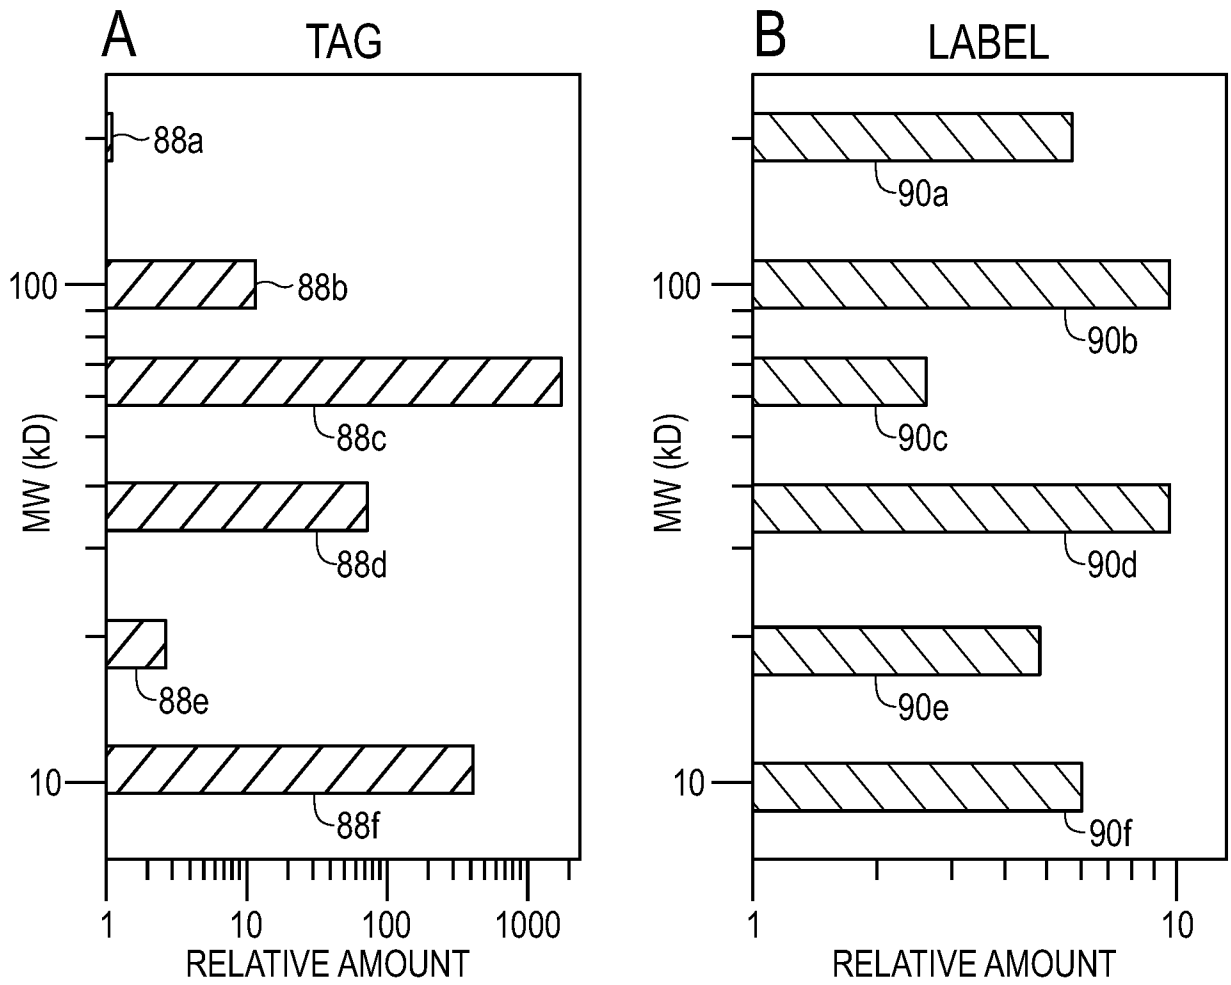 A
TAG
88a
88b
88c
88d
88e
88f
100
10
MW (kD)
1
10
100
1000
RELATIVE AMOUNT
B
LABEL
90a
90b
90c
90d
90e
90f
100
10
MW (kD)
1
10
RELATIVE AMOUNT